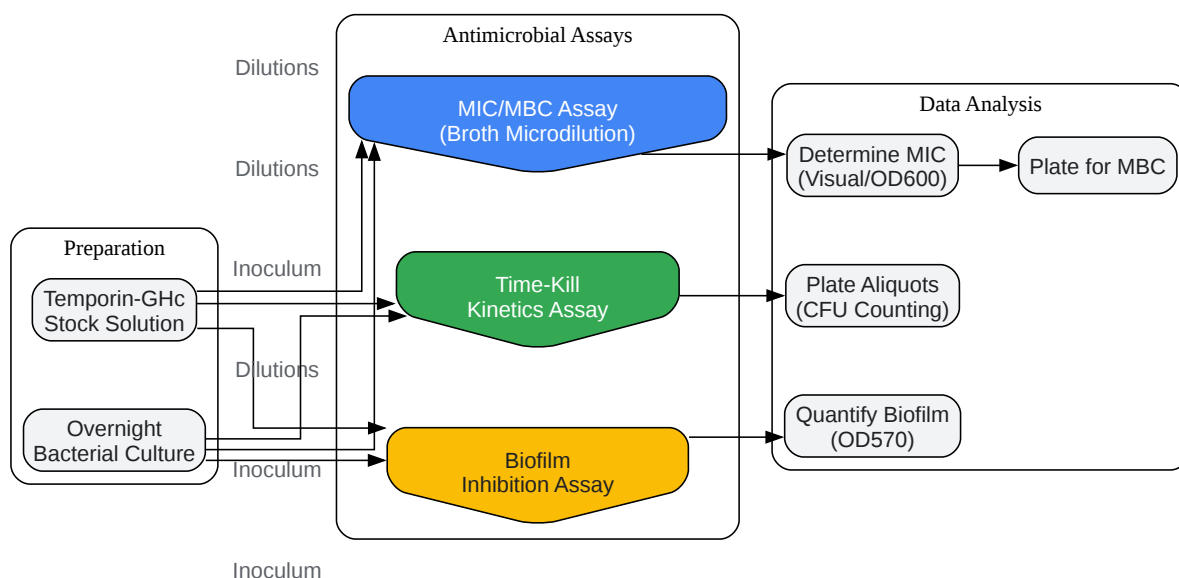 Antimicrobial Assays
Dilutions
MIC/MBC Assay
(Broth Microdilution)
Data Analysis
Determine MIC
(Visual/OD600)
Plate for MBC
Dilutions
Preparation
Inoculum
Temporin-GHc
Stock Solution
Time-Kill
Kinetics Assay
Plate Aliquots
(CFU Counting)
Dilutions
Overnight
Bacterial Culture
Quantify Biofilm
(OD570)
Inoculum
Biofilm
Inhibition Assay
Inoculum